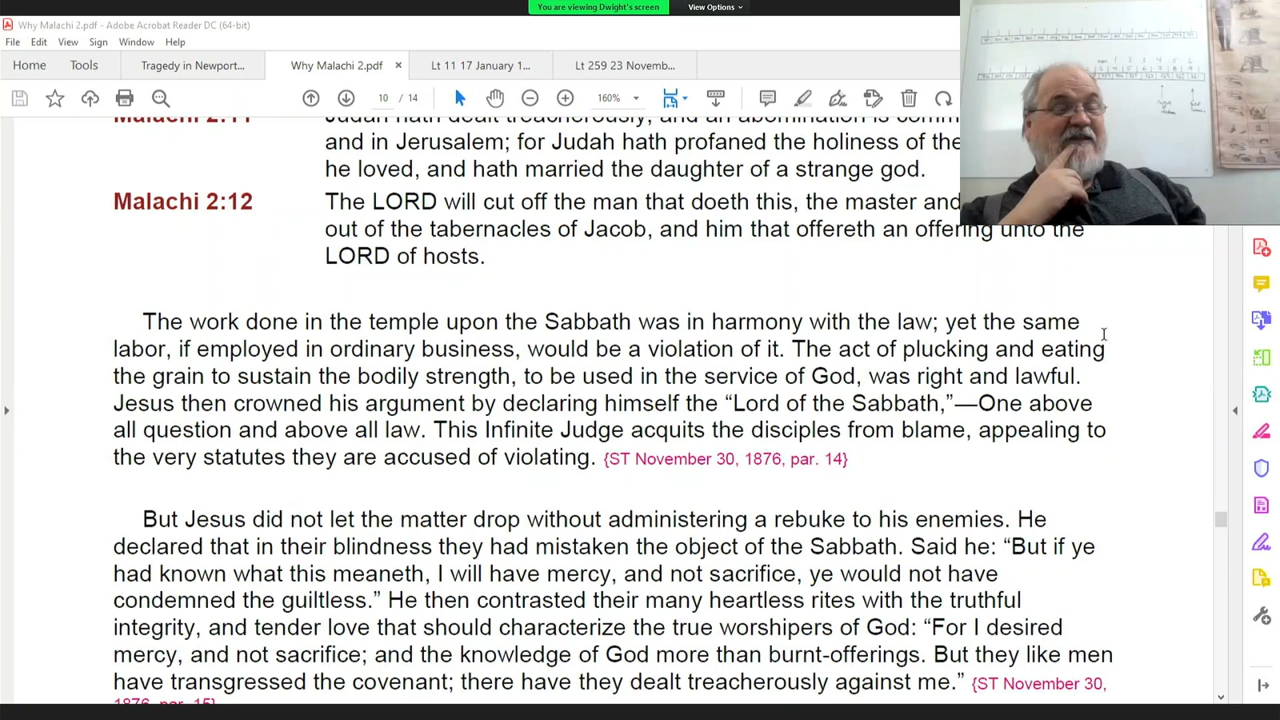 You are viewing Dwight's screen
View Options
Why Malachi 2.pdf - Adobe Acrobat Reader DC (64-bit)
File Edit View Sign Window Help
Home Tools Tragedy in Newport... Why Malachi 2.pdf × Lt 11 17 January 1... Lt 259 23 Novemb...
10 / 14 160%
Malachi 2:11 Judah hath dealt treacherously, and an abomination is
and in Jerusalem; for Judah hath profaned the holiness of the
he loved, and hath married the daughter of a strange god.
Malachi 2:12 The LORD will cut off the man that doeth this, the master and
out of the tabernacles of Jacob, and him that offereth an offering unto the
LORD of hosts.
The work done in the temple upon the Sabbath was in harmony with the law; yet the same
labor, if employed in ordinary business, would be a violation of it. The act of plucking and eating
the grain to sustain the bodily strength, to be used in the service of God, was right and lawful.
Jesus then crowned his argument by declaring himself the “Lord of the Sabbath,”—One above
all question and above all law. This Infinite Judge acquits the disciples from blame, appealing to
the very statutes they are accused of violating. {ST November 30, 1876, par. 14}
But Jesus did not let the matter drop without administering a rebuke to his enemies. He
declared that in their blindness they had mistaken the object of the Sabbath. Said he: “But if ye
had known what this meaneth, I will have mercy, and not sacrifice, ye would not have
condemned the guiltless.” He then contrasted their many heartless rites with the truthful
integrity, and tender love that should characterize the true worshipers of God: “For I desired
mercy, and not sacrifice; and the knowledge of God more than burnt-offerings. But they like men
have transgressed the covenant; there have they dealt treacherously against me.” {ST November 30,
1876, par. 15}